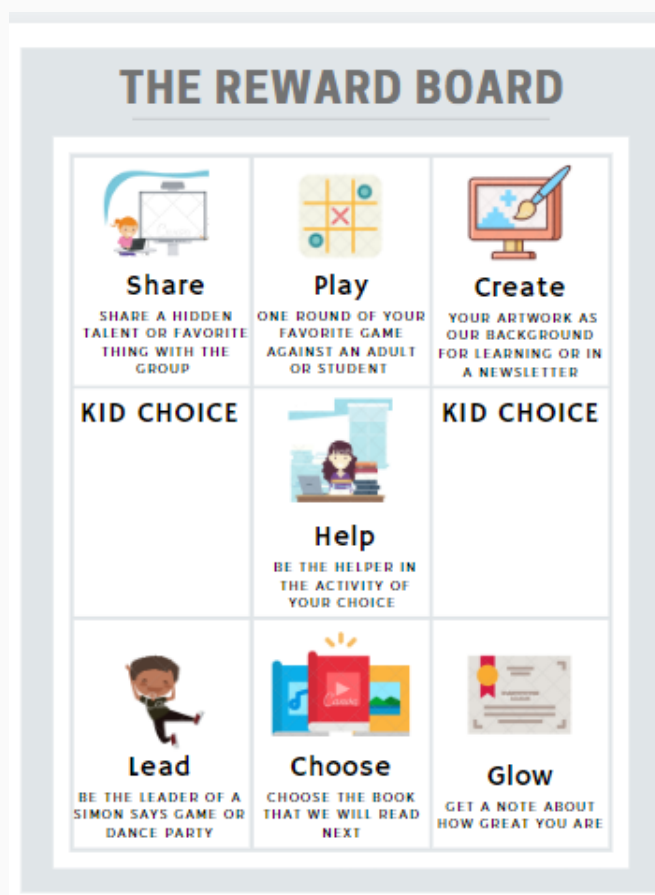 THE REWARD BOARD
Share
SHARE A HIDDEN
TALENT OR FAVORITE
THING WITH THE
GROUP
Play
ONE ROUND OF YOUR
FAVORITE GAME
AGAINST AN ADULT
OR STUDENT
Create
YOUR ARTWORK AS
OUR BACKGROUND
FOR LEARNING OR IN
A NEWSLETTER
KID CHOICE
Help
BE THE HELPER IN
THE ACTIVITY OF
YOUR CHOICE
KID CHOICE
Lead
BE THE LEADER OF A
SIMON SAYS GAME OR
DANCE PARTY
Canva
Choose
CHOOSE THE BOOK
THAT WE WILL READ
NEXT
Glow
GET A NOTE ABOUT
HOW GREAT YOU ARE